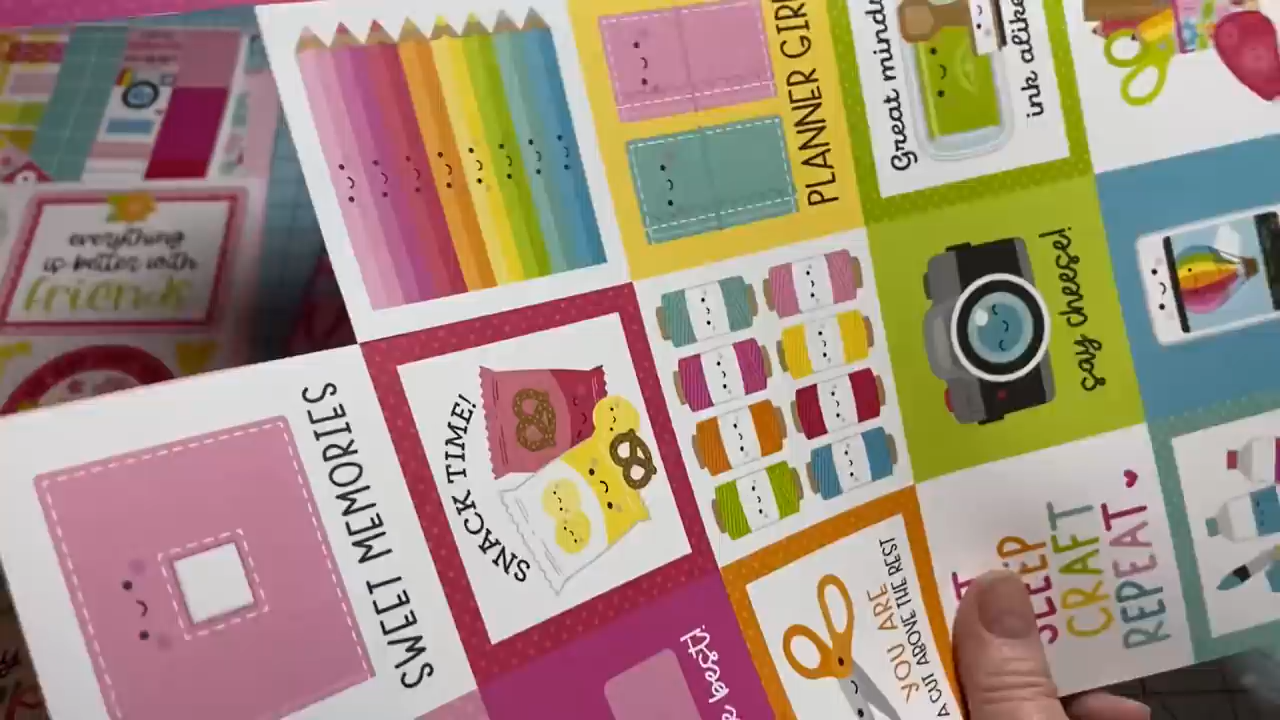 everything
is better with
friends
PLANNER GIRL
Great minds
ink alike
say cheese!
SWEET MEMORIES
SNACK TIME!
best!
YOU ARE
A CUT ABOVE THE REST
CRAFT
REPEAT